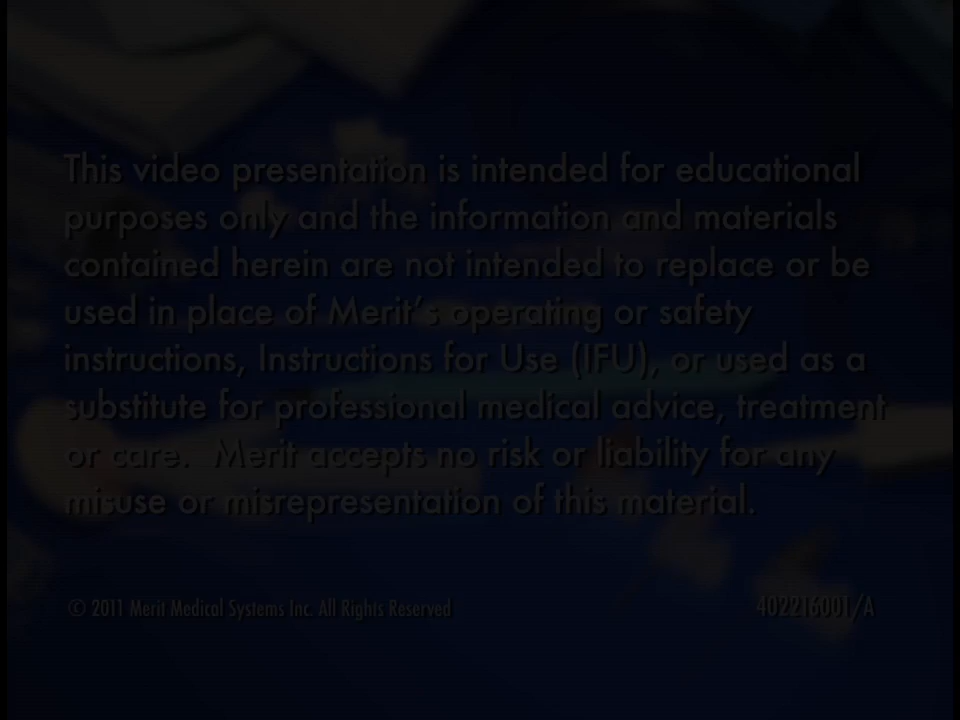 This video presentation is intended for educational
purposes only and the information and materials
contained herein are not intended to replace or be
used in place of Merit's operating or safety
instructions, Instructions for Use (IFU), or used as a
substitute for professional medical advice, treatment
or care.  Merit accepts no risk or liability for any
misuse or misrepresentation of this material.
© 2011 Merit Medical Systems Inc. All Rights Reserved
402216001/A